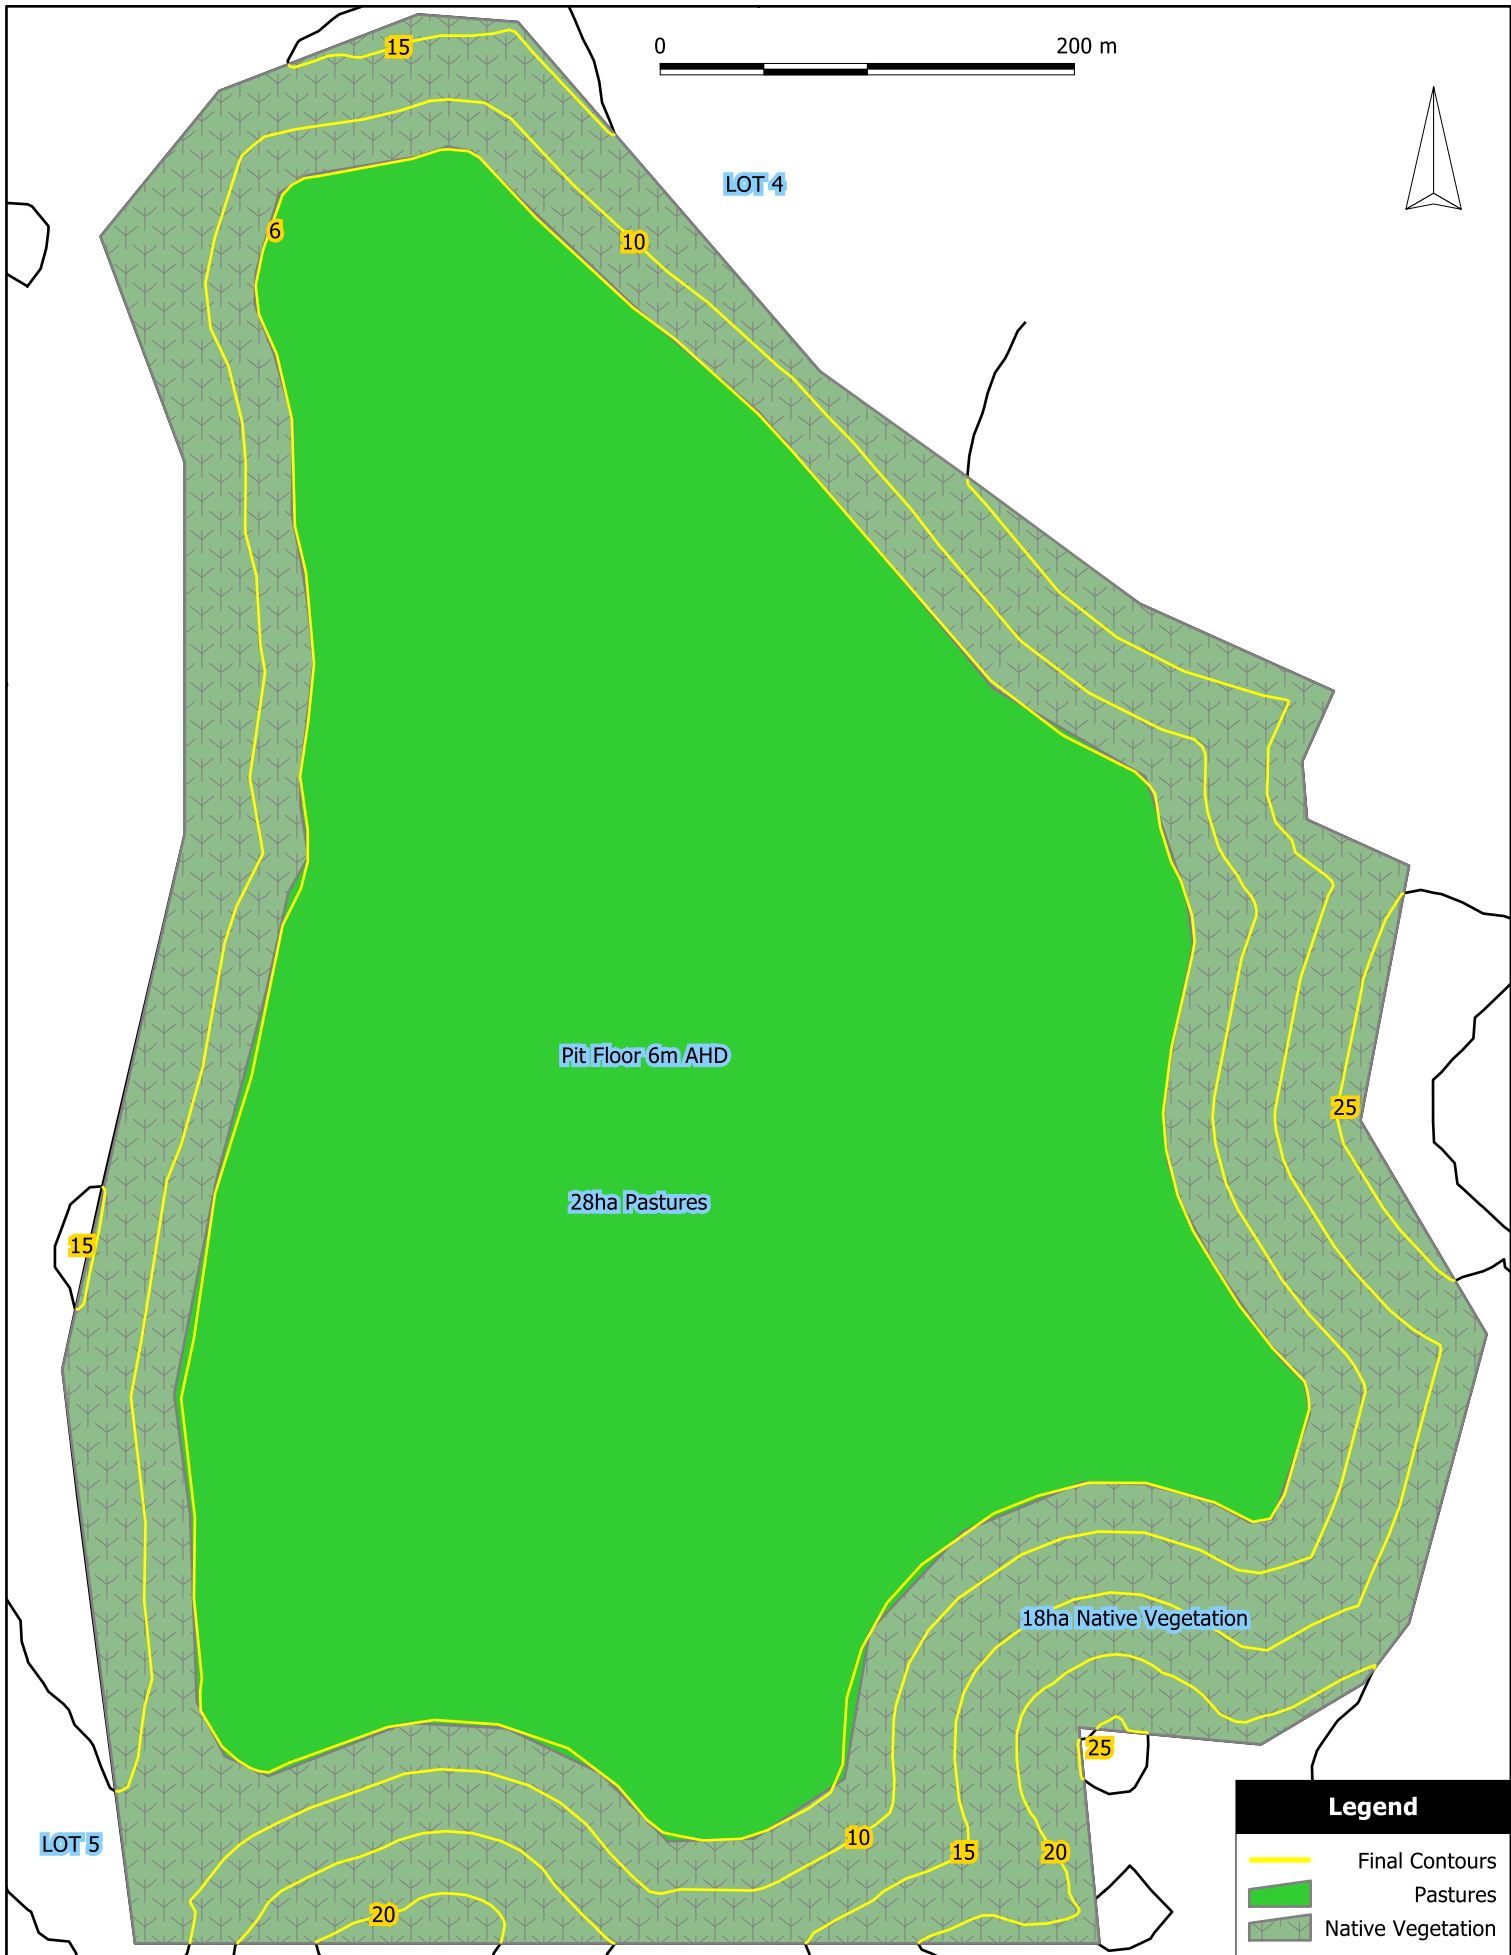 15
0
200 m
LOT 4
6
10
Pit Floor 6m AHD
25
28ha Pastures
15
18ha Native Vegetation
25
Legend
LOT 5
10
15
20
Final Contours
Pastures
20
Native Vegetation